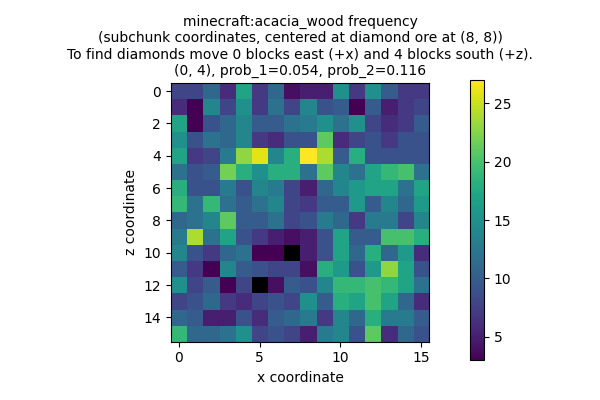 minecraft:acacia_wood frequency
(subchunk coordinates, centered at diamond ore at (8, 8))
To find diamonds move 0 blocks east (+x) and 4 blocks south (+z).
(0, 4), prob_1=0.054, prob_2=0.116
0
2
4
6
8
10
12
14
z coordinate
0
5
10
15
x coordinate
25
20
15
10
5